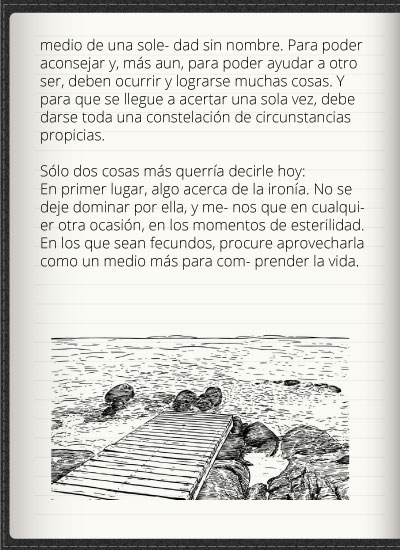 medio de una sole- dad sin nombre. Para poder
aconsejar y, más aun, para poder ayudar a otro
ser, deben ocurrir y lograrse muchas cosas. Y
para que se llegue a acertar una sola vez, debe
darse toda una constelación de circunstancias
propicias.
Sólo dos cosas más querría decirle hoy:
En primer lugar, algo acerca de la ironía. No se
deje dominar por ella, y me- nos que en cualqui-
er otra ocasión, en los momentos de esterilidad.
En los que sean fecundos, procure aprovecharla
como un medio más para com- prender la vida.